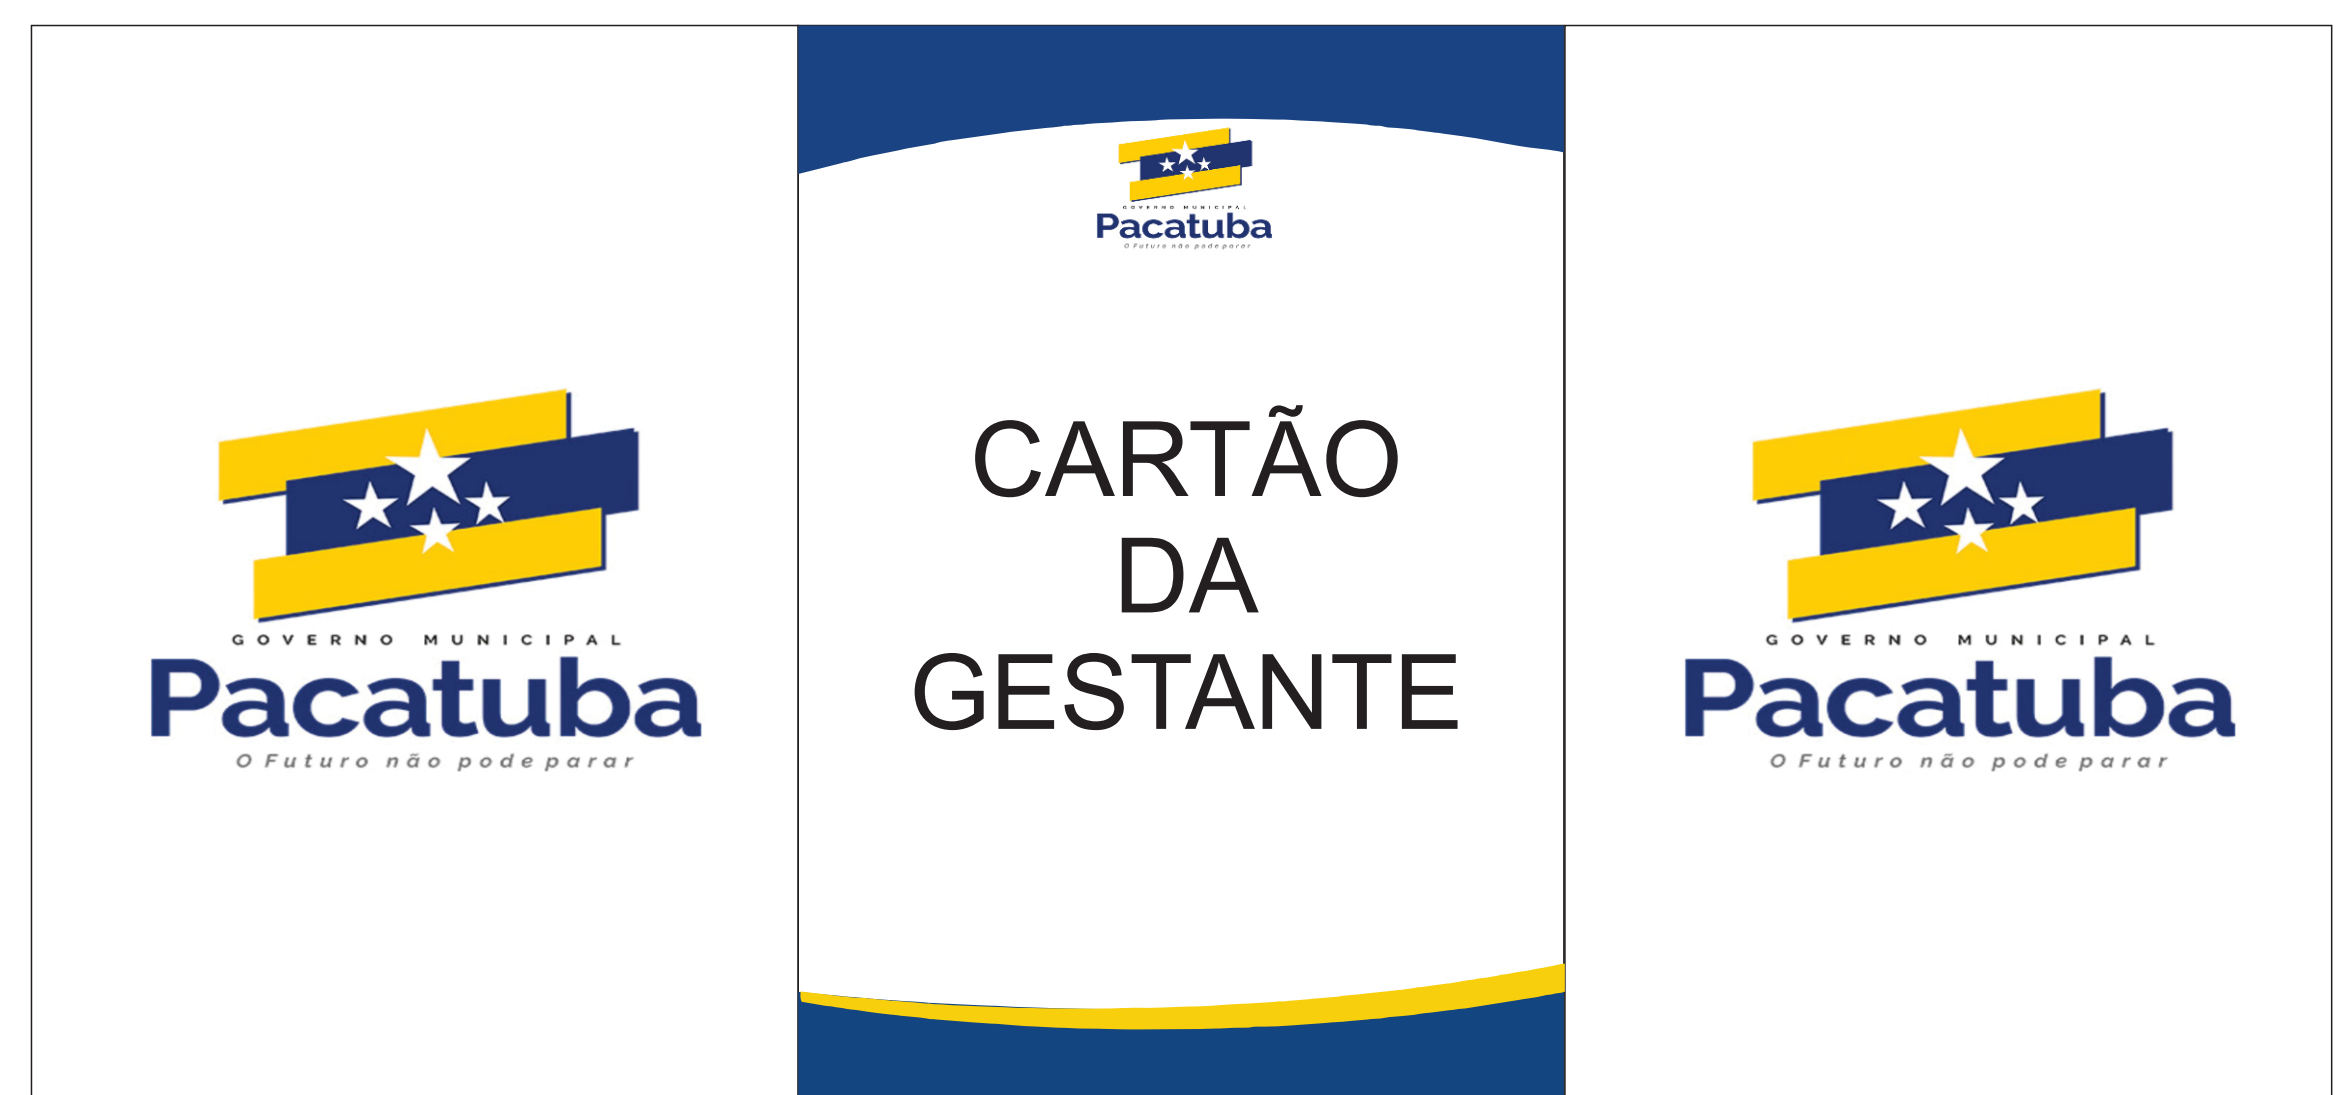 GOVERNO MUNICIPAL
Pacatuba
O Futuro não pode parar
GOVERNO MUNICIPAL
Pacatuba
O Futuro não pode parar
CARTÃO
DA
GESTANTE
GOVERNO MUNICIPAL
Pacatuba
O Futuro não pode parar